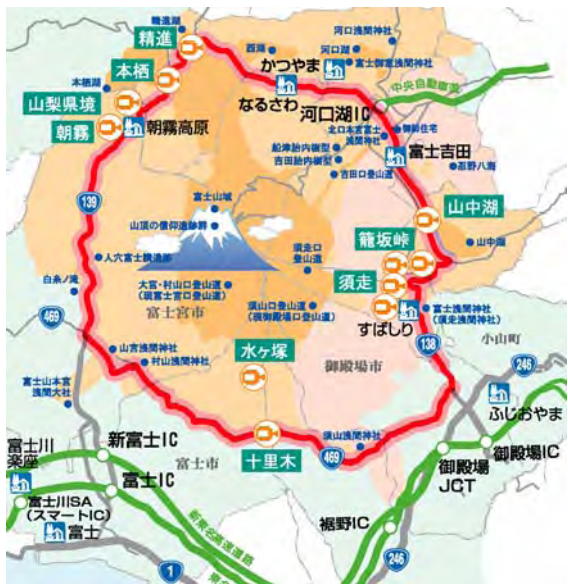 精進湖
精進
河口浅間神社
西湖
河口湖
かつやま
富士御室浅間神社
本栖
本栖湖
なるさわ
中央自動車道
河口湖IC
山梨県境
朝霧
朝霧高原
北口本宮冨士
浅間神社
御師住宅
船津胎内樹型
吉田胎内樹型
吉田口登山道
富士吉田
忍野八海
139
富士山域
山頂の信仰遺跡群
山中湖
山中湖
籠坂峠
須走口
登山道
須走
人穴富士講遺跡
白糸ノ滝
大宮・村山口登山道
(現富士宮口登山道)
須山口登山道
(現御殿場口登山道)
すばしり
富士浅間神社
(須走浅間神社)
富士宮市
469
138
小山町
246
山宮浅間神社
村山浅間神社
水ヶ塚
御殿場市
富士山本宮
浅間大社
ふじおやま
須山浅間神社
十里木
469
富士市
御殿場
JCT
御殿場IC
富士川
楽座
新富士IC
富士IC
富士川SA
(スマートIC)
富士
新東名高速道路
裾野IC
246
1